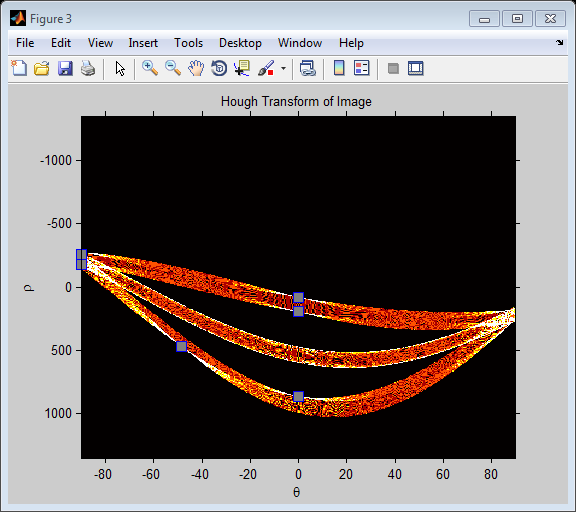 Figure 3
File Edit View Insert Tools Desktop Window Help
Hough Transform of Image
-1000
-500
0
500
1000
ρ
-80 -60 -40 -20 0 20 40 60 80
θ